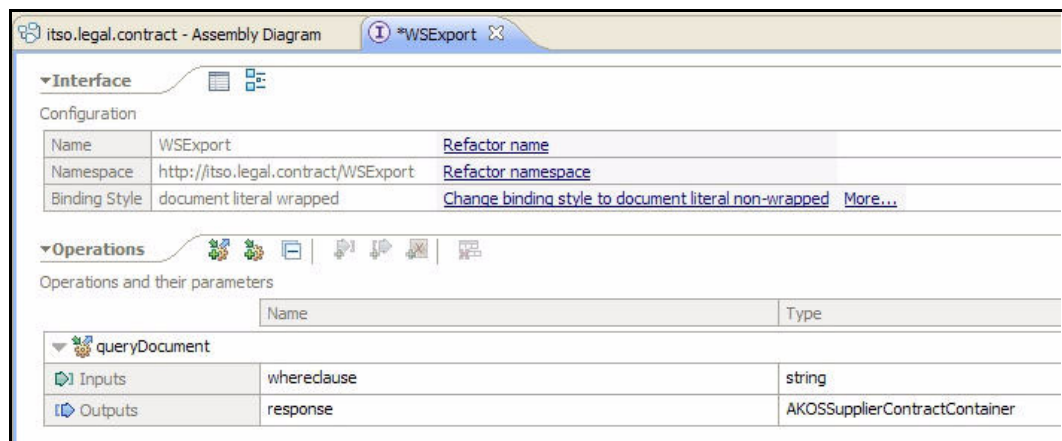 itso.legal.contract - Assembly Diagram *WSExport
Interface
Configuration
Name WSExport Refactor name
Namespace http://itso.legal.contract/WSExport Refactor namespace
Binding Style document literal wrapped Change binding style to document literal non-wrapped More...
Operations
Operations and their parameters
Name Type
queryDocument
Inputs whereclause string
Outputs response AKOSSupplierContractContainer